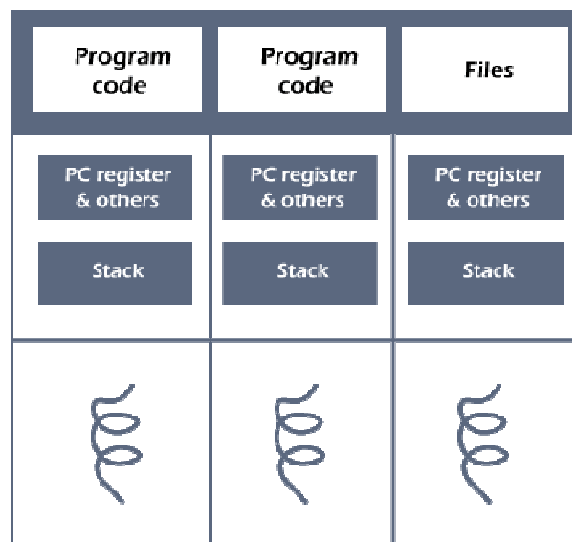 Program
code
Program
code
Files
PC register
& others
PC register
& others
PC register
& others
Stack
Stack
Stack